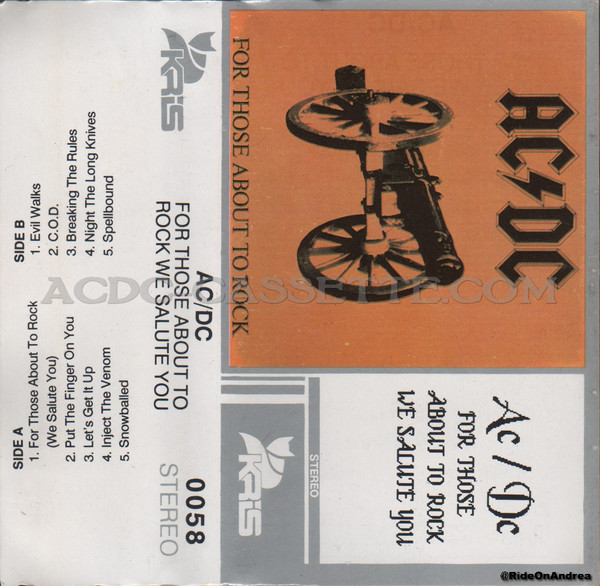 AC/DC
FOR THOSE ABOUT TO ROCK
Ac / Dc
FOR THOSE
ABOUT TO ROCK
WE SALUTE YOU
STEREO
KRIS
KRIS
AC/DC
FOR THOSE ABOUT TO
ROCK WE SALUTE YOU
0058
STEREO
SIDE A
1. For Those About To Rock
(We Salute You)
2. Put The Finger On You
3. Let's Get It Up
4. Inject The Venom
5. Snowballed
SIDE B
1. Evil Walks
2. C.O.D.
3. Breaking The Rules
4. Night The Long Knives
5. Spellbound
ACDCCASSETTE.COM
@RideOnAndrea